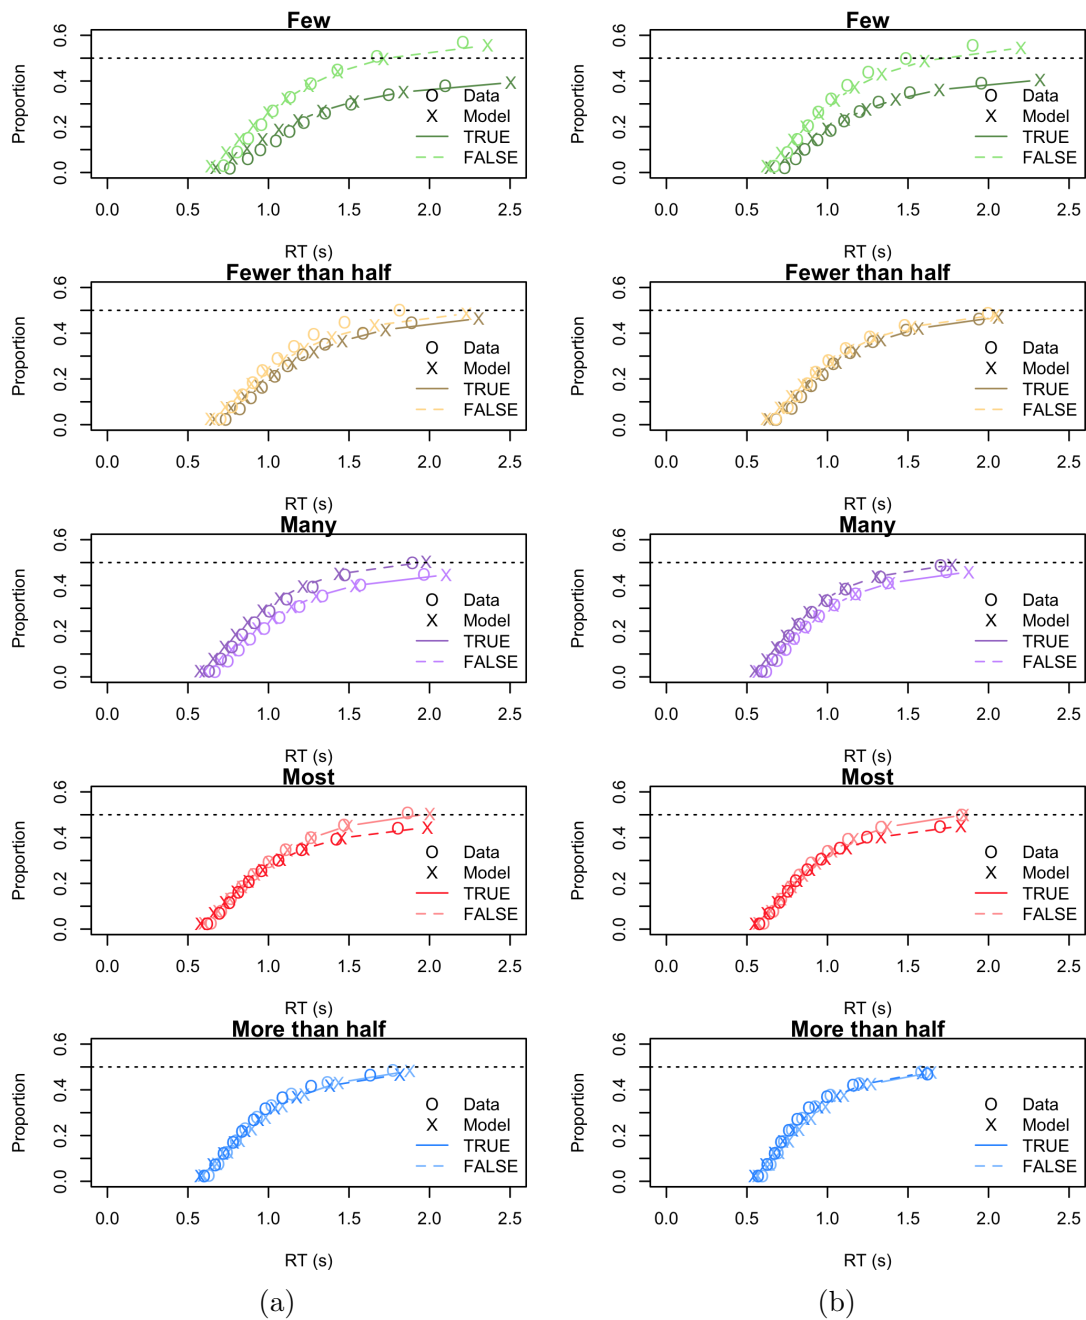 Few
Proportion
0.0 0.2 0.4 0.6
O Data
X Model
TRUE
FALSE
0.0 0.5 1.0 1.5 2.0 2.5
RT (s)
Few
Proportion
0.0 0.2 0.4 0.6
O Data
X Model
TRUE
FALSE
0.0 0.5 1.0 1.5 2.0 2.5
RT (s)
Fewer than half
Proportion
0.0 0.2 0.4 0.6
O Data
X Model
TRUE
FALSE
0.0 0.5 1.0 1.5 2.0 2.5
RT (s)
Fewer than half
Proportion
0.0 0.2 0.4 0.6
O Data
X Model
TRUE
FALSE
0.0 0.5 1.0 1.5 2.0 2.5
RT (s)
Many
Proportion
0.0 0.2 0.4 0.6
O Data
X Model
TRUE
FALSE
0.0 0.5 1.0 1.5 2.0 2.5
RT (s)
Many
Proportion
0.0 0.2 0.4 0.6
O Data
X Model
TRUE
FALSE
0.0 0.5 1.0 1.5 2.0 2.5
RT (s)
Most
Proportion
0.0 0.2 0.4 0.6
O Data
X Model
TRUE
FALSE
0.0 0.5 1.0 1.5 2.0 2.5
RT (s)
Most
Proportion
0.0 0.2 0.4 0.6
O Data
X Model
TRUE
FALSE
0.0 0.5 1.0 1.5 2.0 2.5
RT (s)
More than half
Proportion
0.0 0.2 0.4 0.6
O Data
X Model
TRUE
FALSE
0.0 0.5 1.0 1.5 2.0 2.5
RT (s)
More than half
Proportion
0.0 0.2 0.4 0.6
O Data
X Model
TRUE
FALSE
0.0 0.5 1.0 1.5 2.0 2.5
RT (s)
(a)
(b)